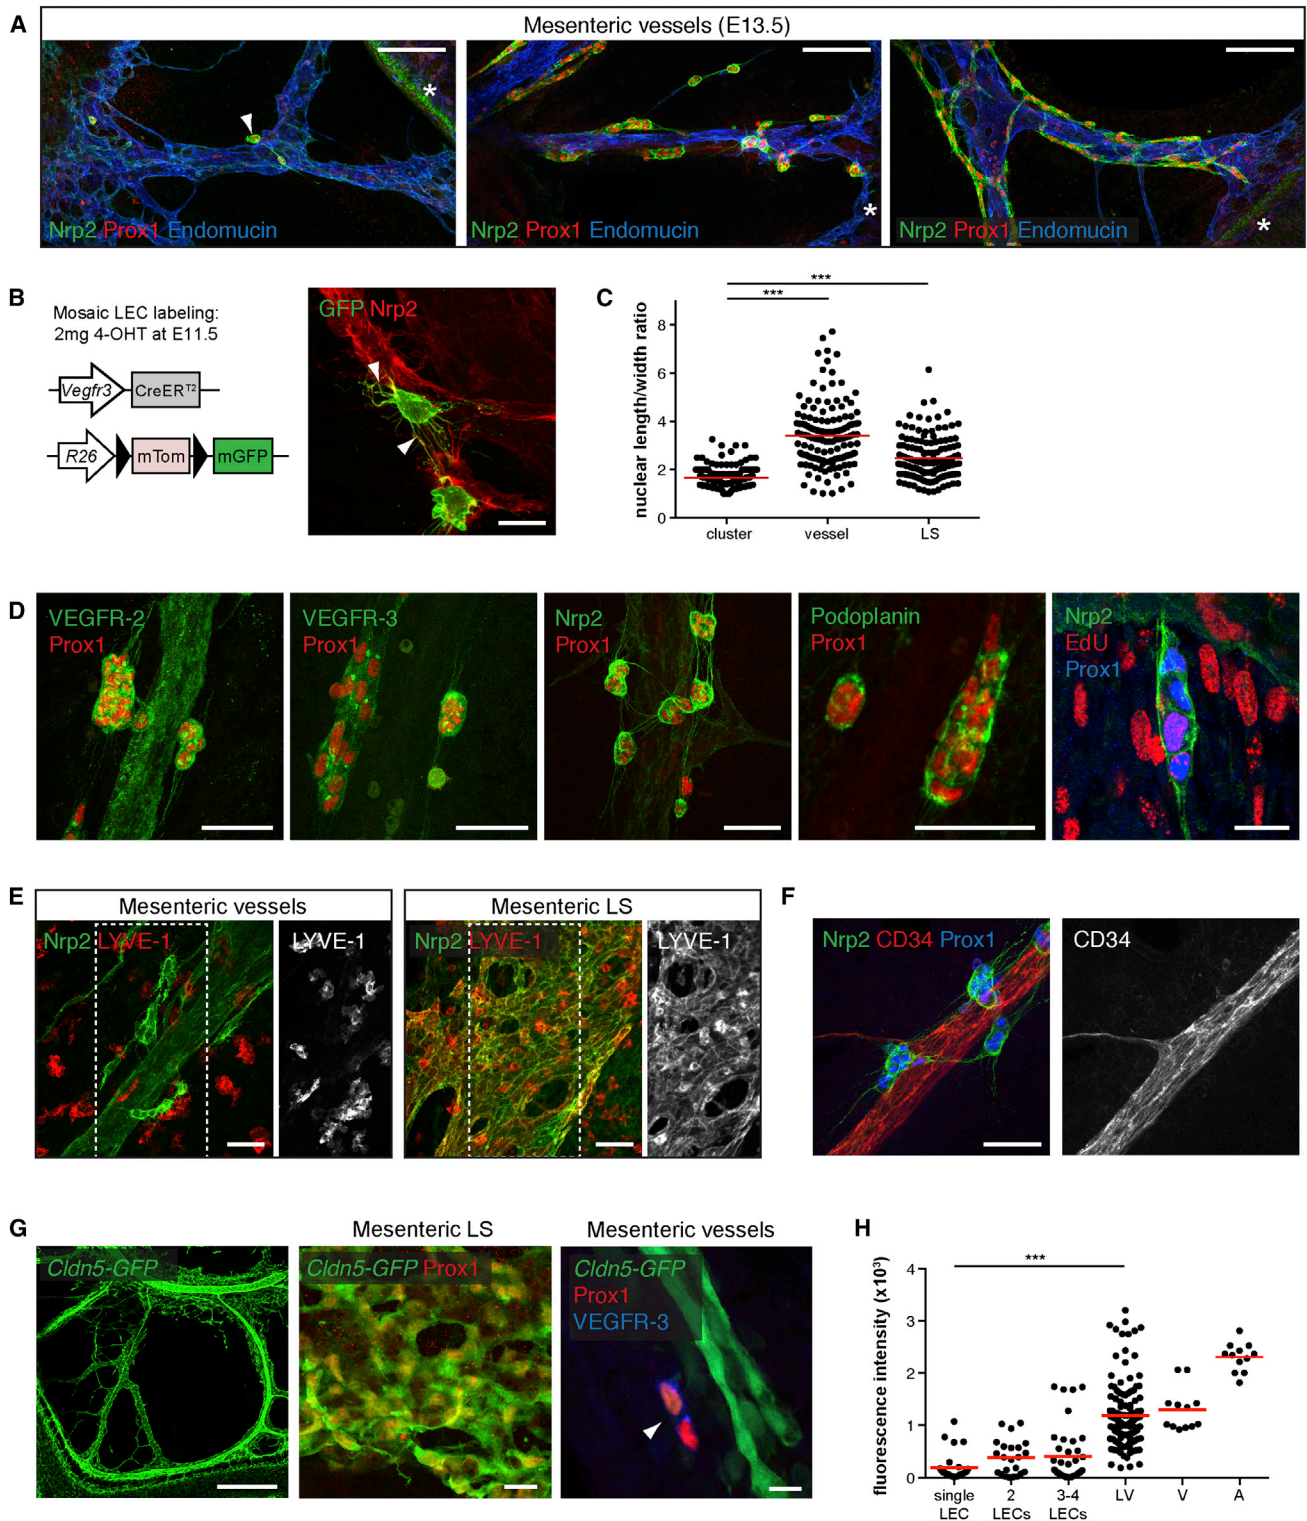 A
Mesenteric vessels (E13.5)
*
*
*
Nrp2 Prox1 Endomucin
Nrp2 Prox1 Endomucin
Nrp2 Prox1 Endomucin
B
Mosaic LEC labeling:
2mg 4-OHT at E11.5
Vegfr3 CreERT2
R26 mTom mGFP
GFP Nrp2
C
***
***
nuclear length/width ratio
8
6
4
2
0
cluster vessel LS
D
VEGFR-2
Prox1
VEGFR-3
Prox1
Nrp2
Prox1
Podoplanin
Prox1
Nrp2
EdU
Prox1
E
Mesenteric vessels
Nrp2 LYVE-1
LYVE-1
Mesenteric LS
Nrp2 LYVE-1
LYVE-1
F
Nrp2 CD34 Prox1
CD34
G
Cldn5-GFP
Mesenteric LS
Cldn5-GFP Prox1
Mesenteric vessels
Cldn5-GFP
Prox1
VEGFR-3
H
***
fluorescence intensity (x10³)
4
3
2
1
0
single LEC
2 LECs
3-4 LECs
LV
V
A